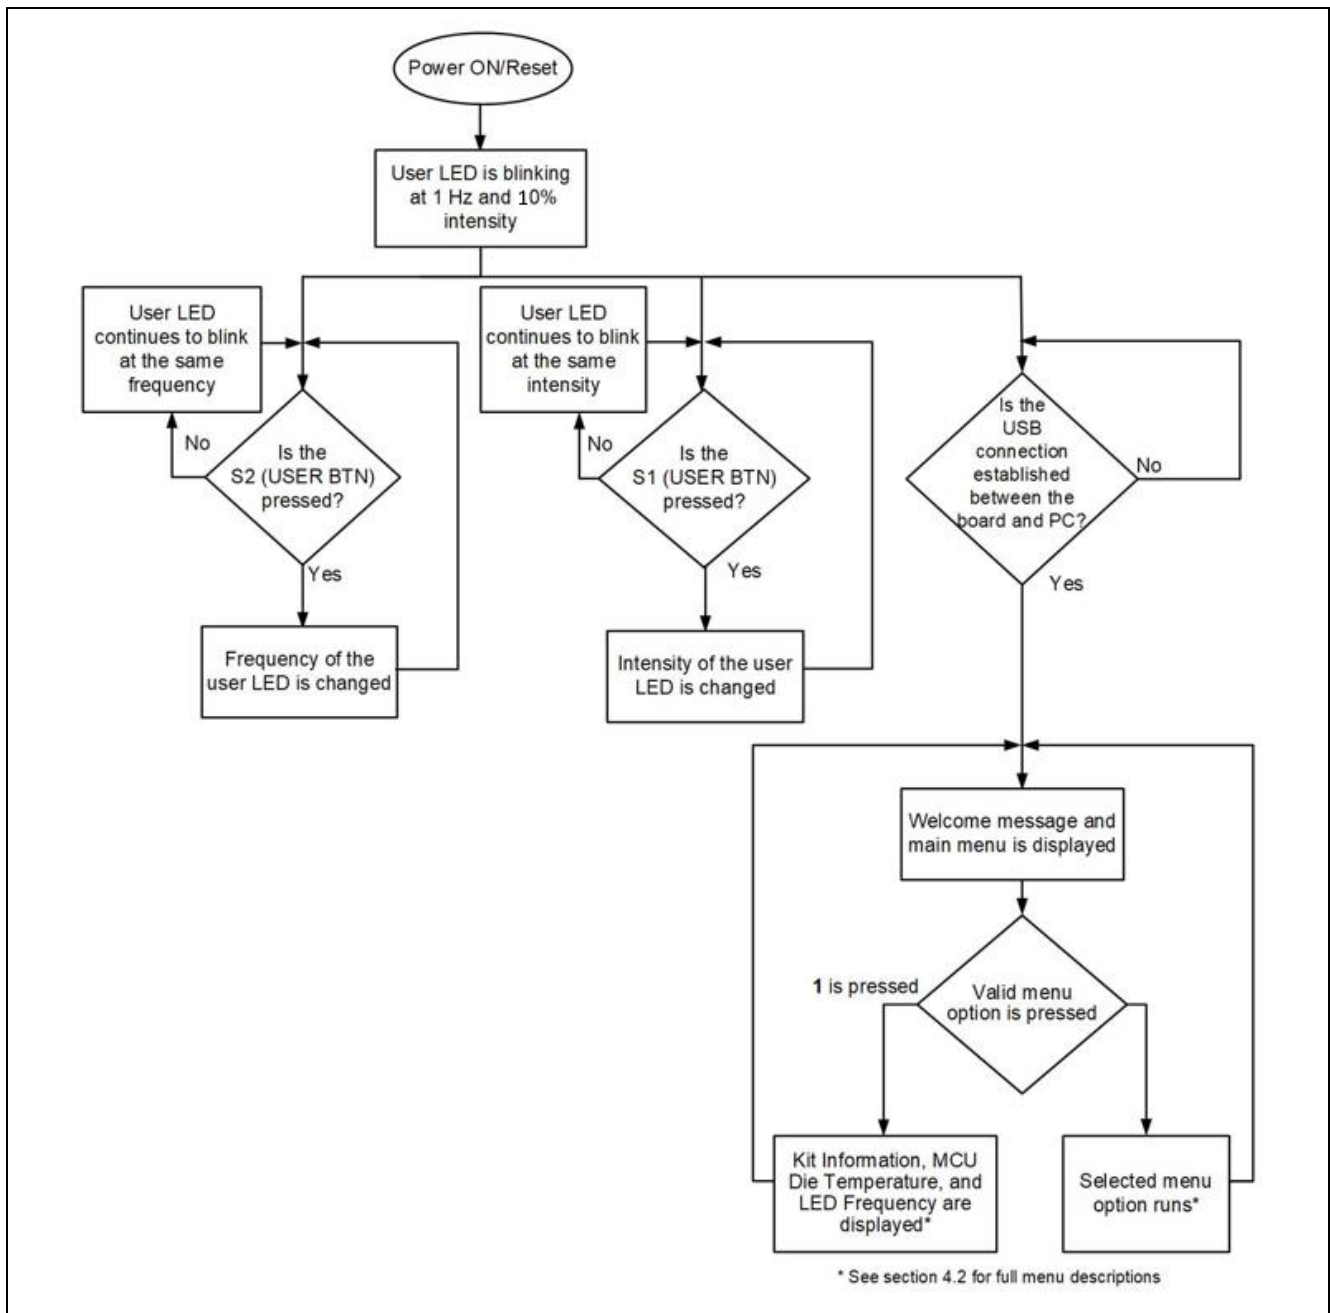 Power ON/Reset
User LED is blinking
at 1 Hz and 10%
intensity
User LED
continues to blink
at the same
frequency
User LED
continues to blink
at the same
intensity
No
Is the
S2 (USER BTN)
pressed?
Yes
No
Is the
S1 (USER BTN)
pressed?
Yes
Is the
USB
connection
established
between the
board and PC?
No
Yes
Frequency of the
user LED is changed
Intensity of the user
LED is changed
Welcome message and
main menu is displayed
1 is pressed
Valid menu
option is pressed
Kit Information, MCU
Die Temperature, and
LED Frequency are
displayed*
Selected menu
option runs*
* See section 4.2 for full menu descriptions